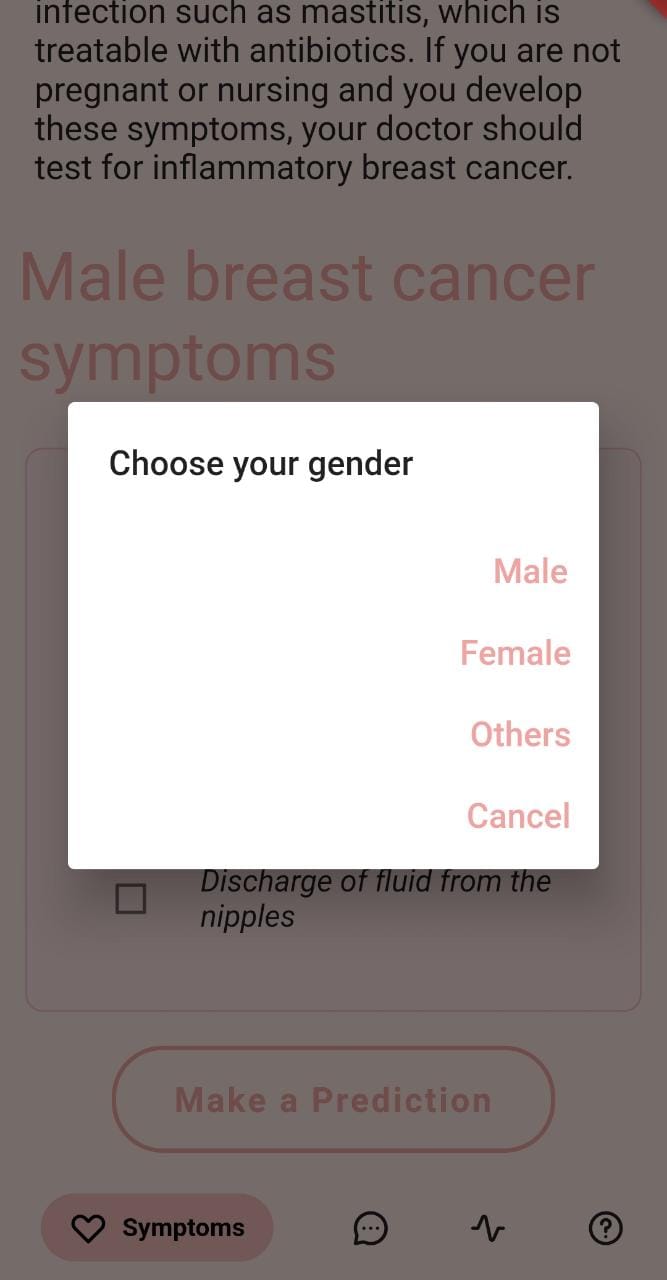 infection such as mastitis, which is
treatable with antibiotics. If you are not
pregnant or nursing and you develop
these symptoms, your doctor should
test for inflammatory breast cancer.
Male breast cancer
symptoms
Choose your gender
Male
Female
Others
Cancel
Discharge of fluid from the
nipples
Make a Prediction
Symptoms